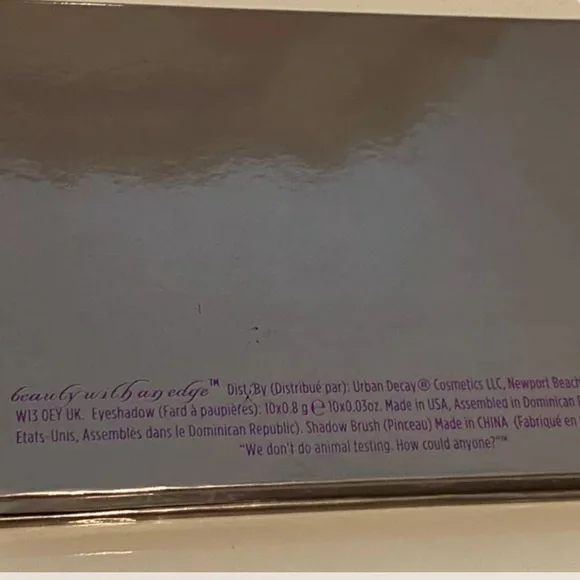 beauty with an edge™ Dist. By (Distribué par): Urban Decay® Cosmetics LLC, Newport Beach
W13 0EY UK. Eyeshadow (Fard à paupières): 10x0.8 g ℮ 10x0.03oz. Made in USA, Assembled in Dominican
Etats-Unis, Assemblés dans le Dominican Republic). Shadow Brush (Pinceau) Made in CHINA (Fabriqué en
"We don't do animal testing. How could anyone?"™